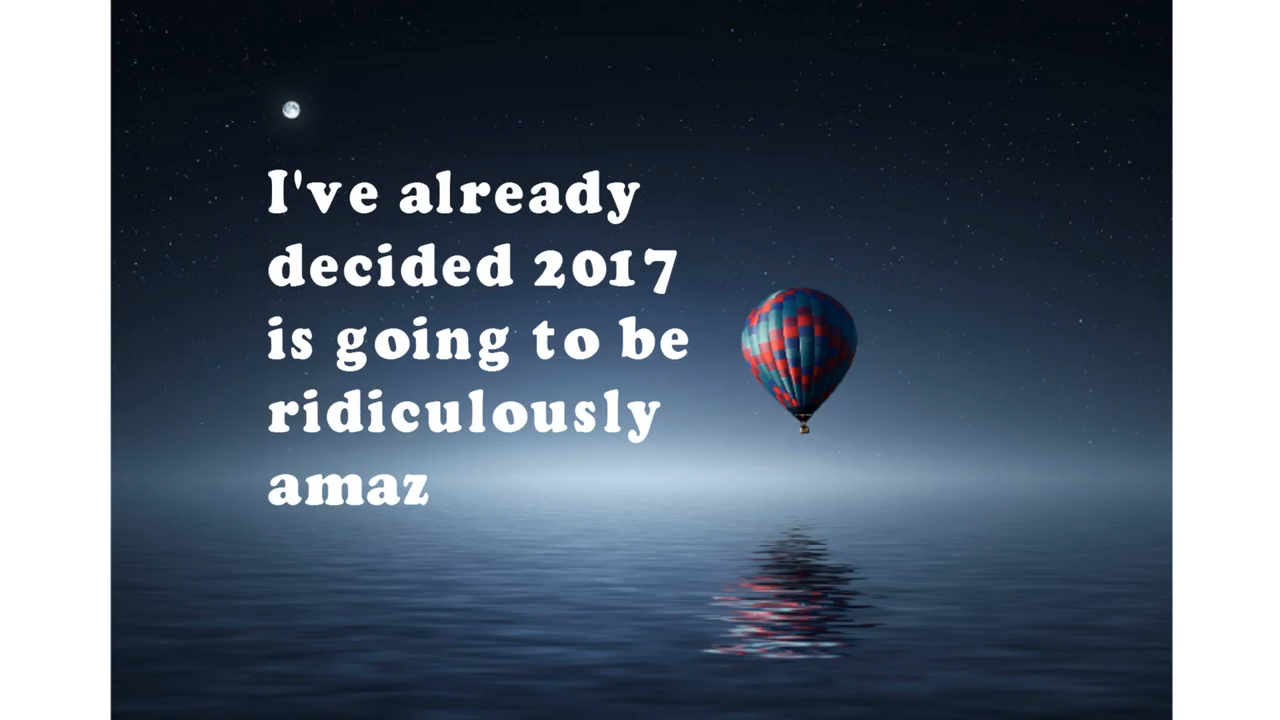 I've already
decided 2017
is going to be
ridiculously
amaz